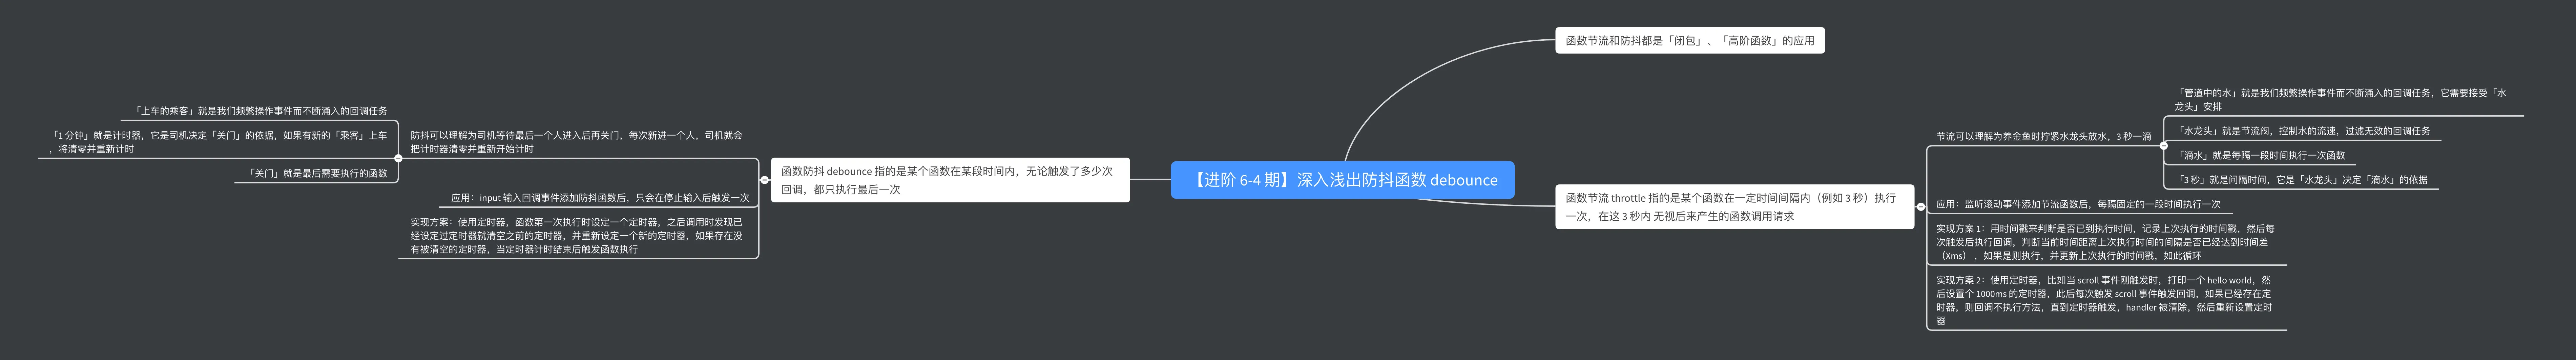 【进阶 6-4 期】深入浅出防抖函数 debounce
函数节流和防抖都是「闭包」、「高阶函数」的应用
函数节流 throttle 指的是某个函数在一定时间间隔内（例如 3 秒）执行
一次，在这 3 秒内 无视后来产生的函数调用请求
节流可以理解为养金鱼时拧紧水龙头放水，3 秒一滴
「管道中的水」就是我们频繁操作事件而不断涌入的回调任务，它需要接受「水
龙头」安排
「水龙头」就是节流阀，控制水的流速，过滤无效的回调任务
「滴水」就是每隔一段时间执行一次函数
「3 秒」就是间隔时间，它是「水龙头」决定「滴水」的依据
应用：监听滚动事件添加节流函数后，每隔固定的一段时间执行一次
实现方案 1：用时间戳来判断是否已到执行时间，记录上次执行的时间戳，然后每
次触发后执行回调，判断当前时间距离上次执行时间的间隔是否已经达到时间差
（Xms） ，如果是则执行，并更新上次执行的时间戳，如此循环
实现方案 2：使用定时器，比如当 scroll 事件刚触发时，打印一个 hello world，然
后设置个 1000ms 的定时器，此后每次触发 scroll 事件触发回调，如果已经存在定
时器，则回调不执行方法，直到定时器触发，handler 被清除，然后重新设置定时
器
函数防抖 debounce 指的是某个函数在某段时间内，无论触发了多少次
回调，都只执行最后一次
防抖可以理解为司机等待最后一个人进入后再关门，每次新进一个人，司机就会
把计时器清零并重新开始计时
「上车的乘客」就是我们频繁操作事件而不断涌入的回调任务
「1 分钟」就是计时器，它是司机决定「关门」的依据，如果有新的「乘客」上车
，将清零并重新计时
「关门」就是最后需要执行的函数
应用：input 输入回调事件添加防抖函数后，只会在停止输入后触发一次
实现方案：使用定时器，函数第一次执行时设定一个定时器，之后调用时发现已
经设定过定时器就清空之前的定时器，并重新设定一个新的定时器，如果存在没
有被清空的定时器，当定时器计时结束后触发函数执行